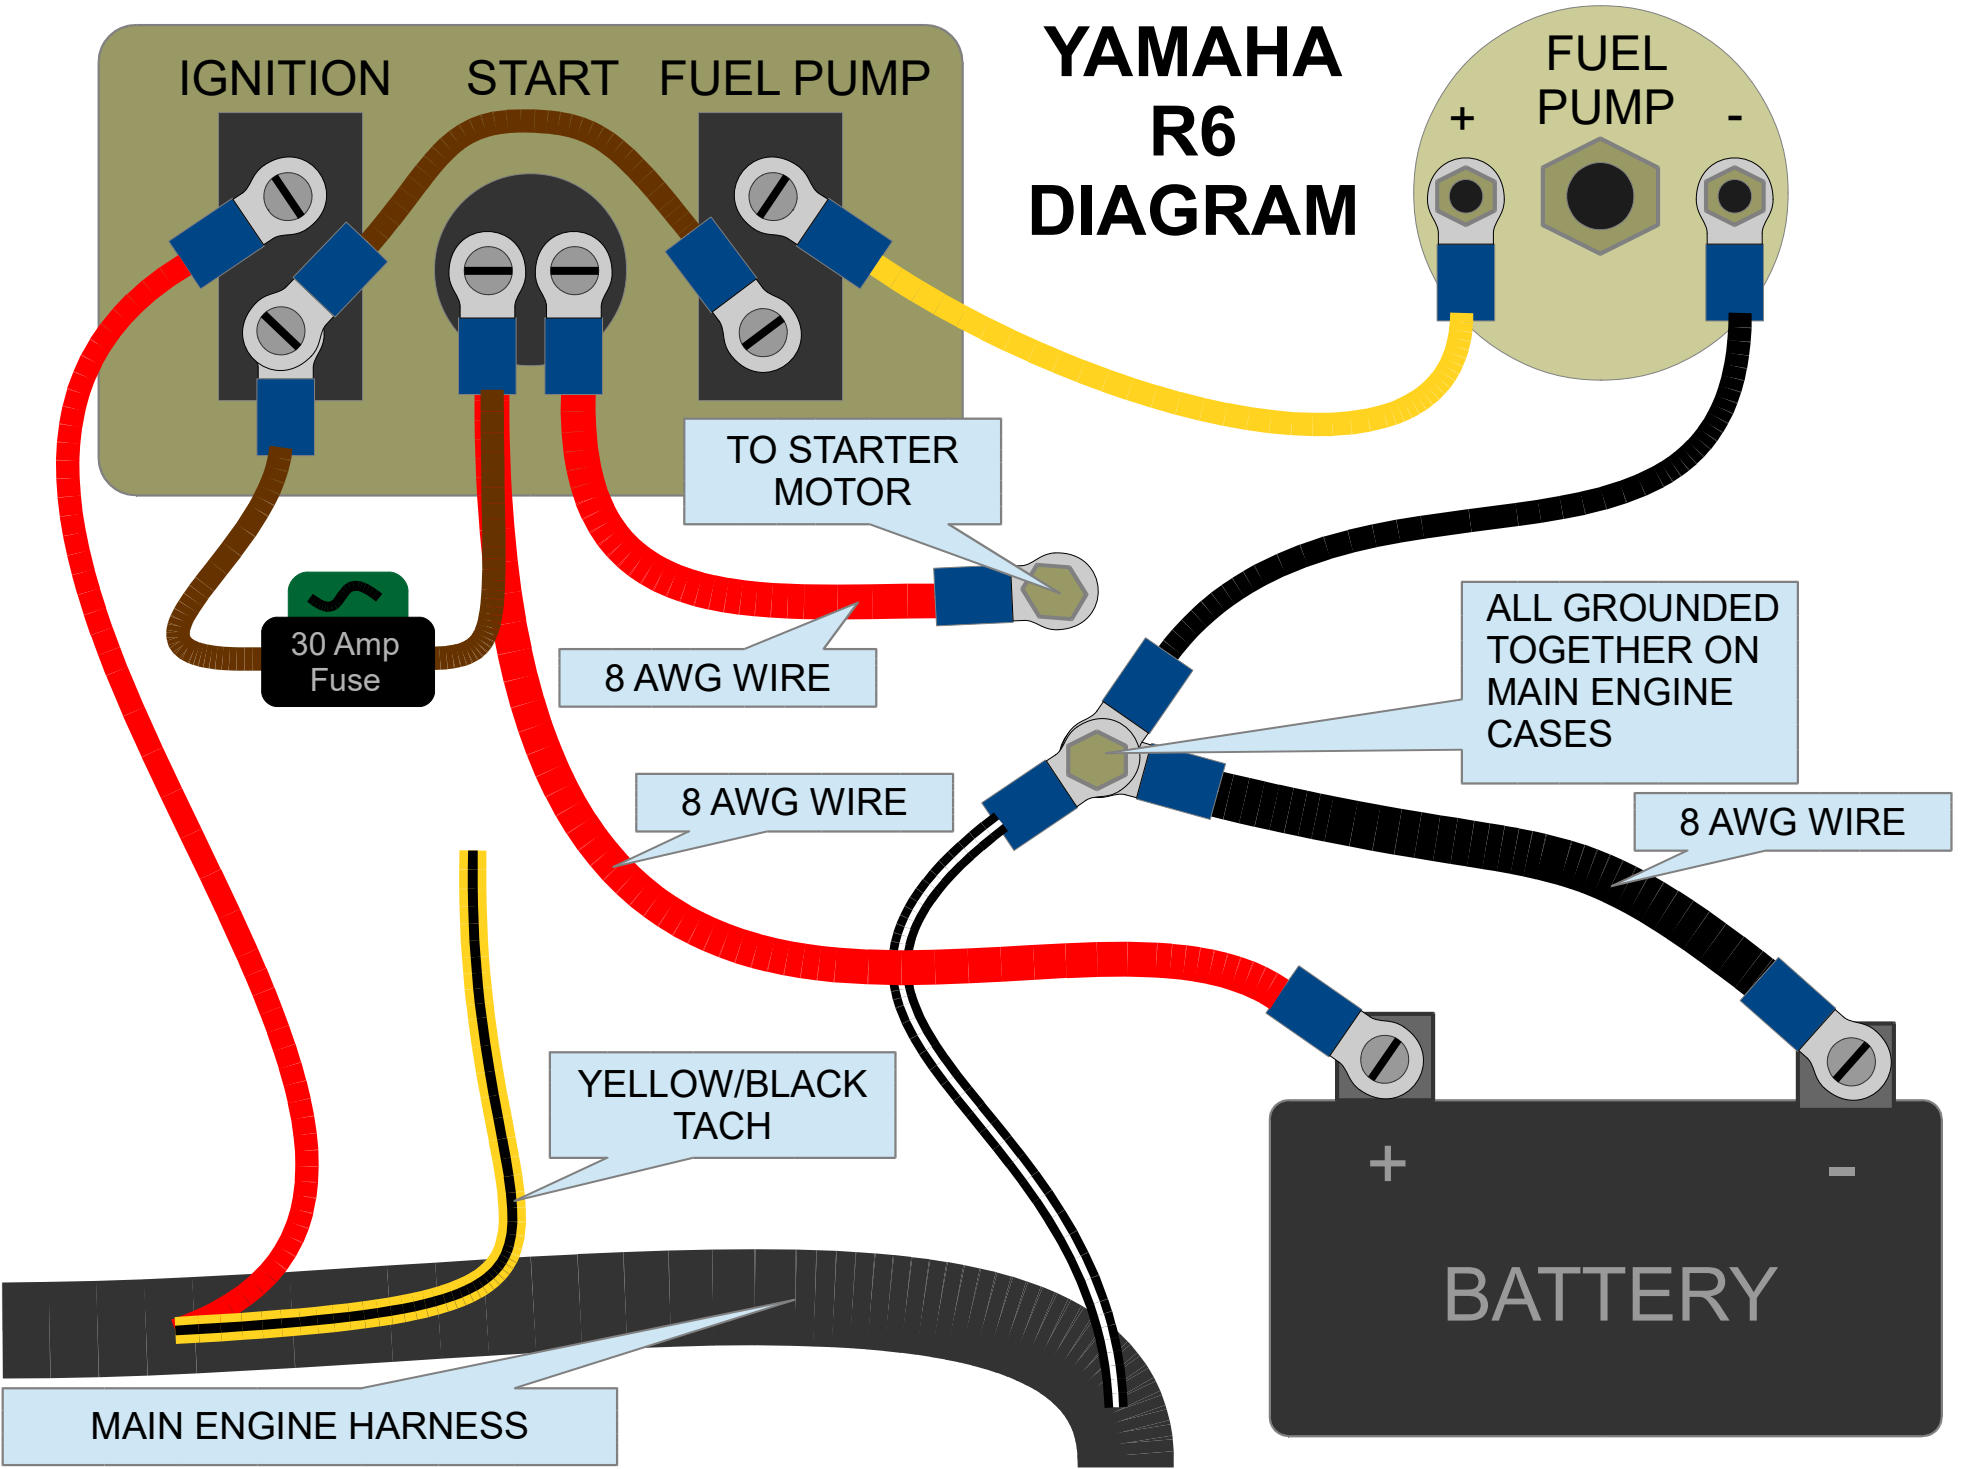 YAMAHA
R6
DIAGRAM
IGNITION
START
FUEL PUMP
FUEL
PUMP
+
-
TO STARTER
MOTOR
30 Amp
Fuse
8 AWG WIRE
ALL GROUNDED
TOGETHER ON
MAIN ENGINE
CASES
8 AWG WIRE
8 AWG WIRE
YELLOW/BLACK
TACH
+
-
BATTERY
MAIN ENGINE HARNESS